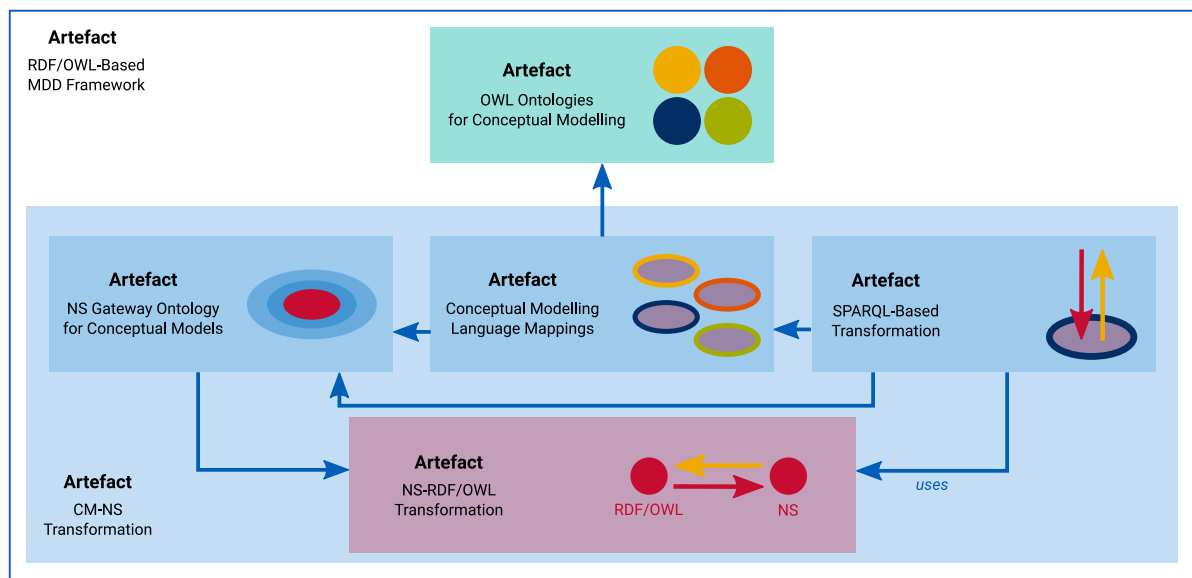 Artefact
RDF/OWL-Based
MDD Framework
Artefact
OWL Ontologies
for Conceptual Modelling
Artefact
NS Gateway Ontology
for Conceptual Models
Artefact
Conceptual Modelling
Language Mappings
Artefact
SPARQL-Based
Transformation
Artefact
CM-NS
Transformation
Artefact
NS-RDF/OWL
Transformation
RDF/OWL
NS
uses